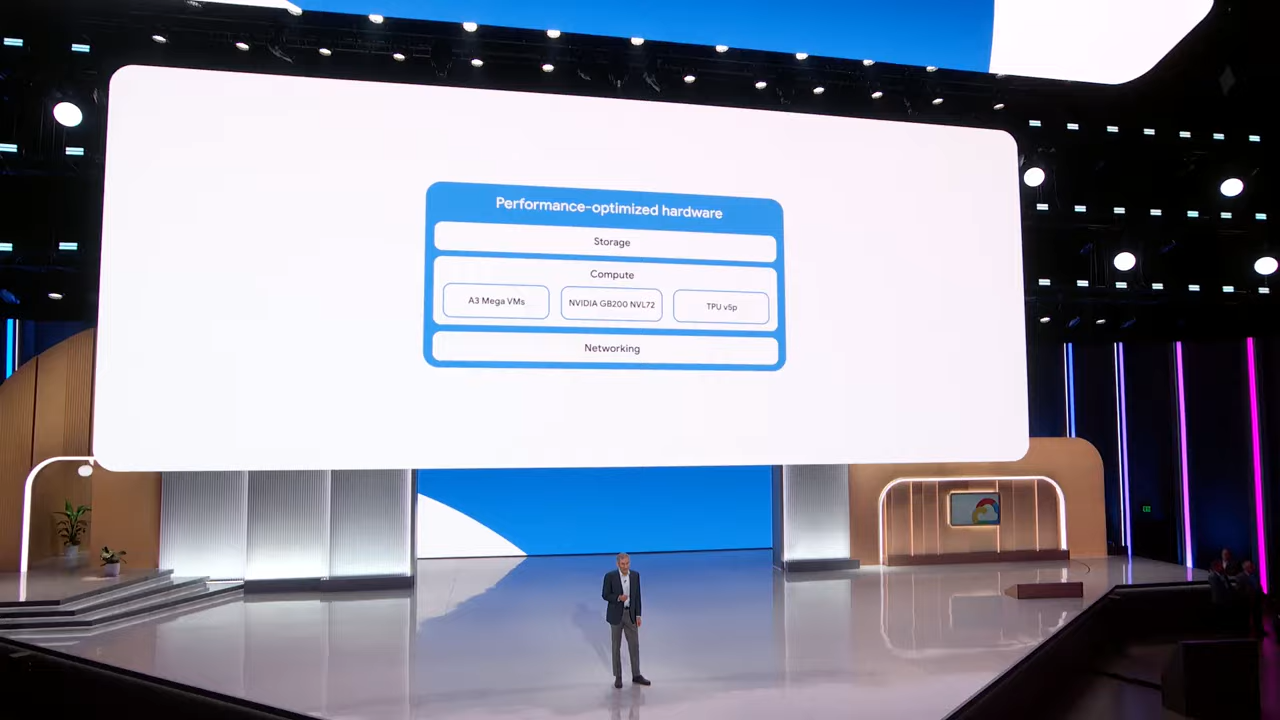 Performance-optimized hardware
Storage
Compute
A3 Mega VMs
NVIDIA GB200 NVL72
TPU v5p
Networking